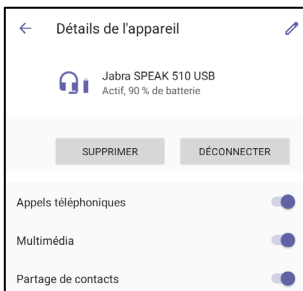 Détails de l'appareil
Jabra SPEAK 510 USB
Actif, 90 % de batterie
SUPPRIMER DÉCONNECTER
Appels téléphoniques
Multimédia
Partage de contacts